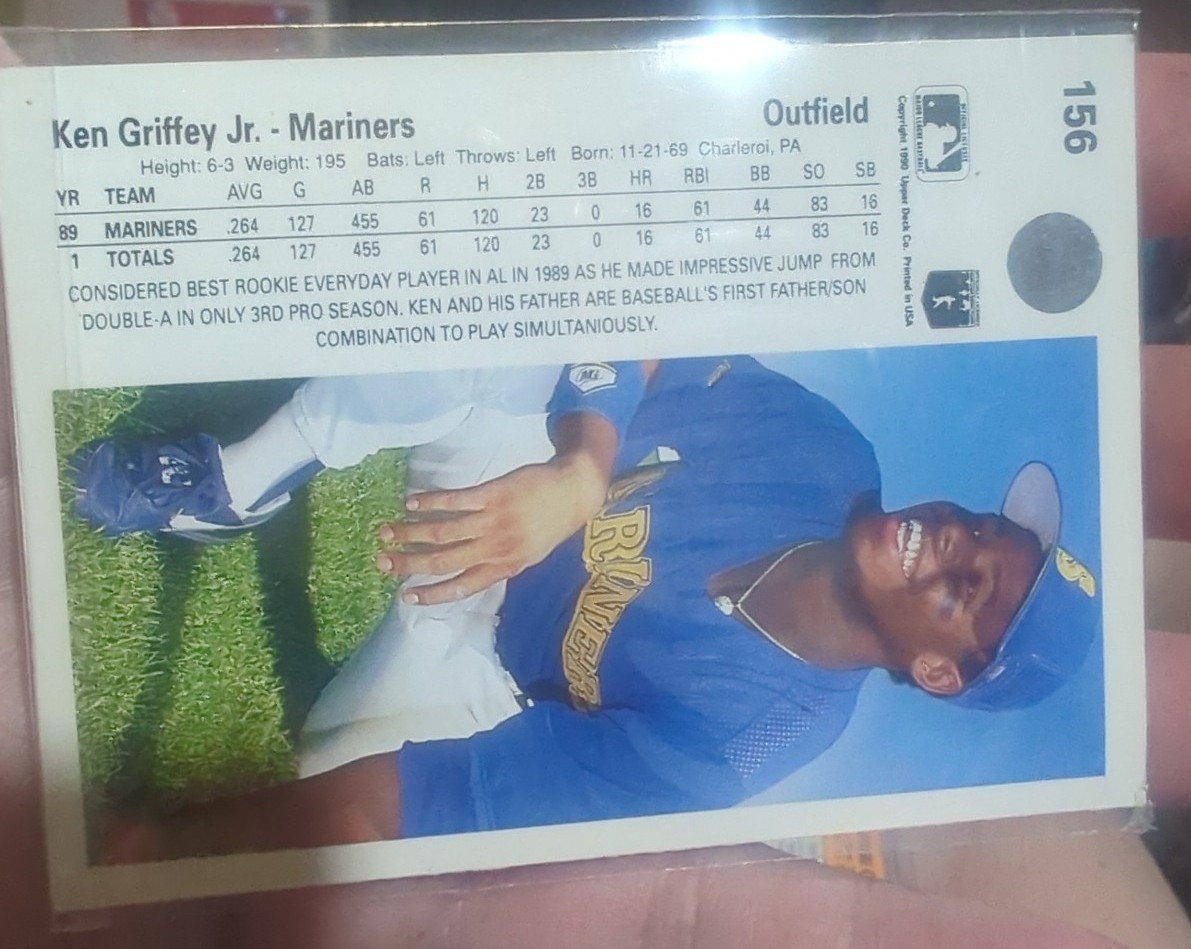 Ken Griffey Jr. - Mariners Outfield
Height: 6-3 Weight: 195 Bats: Left Throws: Left Born: 11-21-69 Charleroi, PA
YR TEAM AVG G AB R H 2B 3B HR RBI BB SO SB
89 MARINERS .264 127 455 61 120 23 0 16 61 44 83 16
1 TOTALS .264 127 455 61 120 23 0 16 61 44 83 16
CONSIDERED BEST ROOKIE EVERYDAY PLAYER IN AL IN 1989 AS HE MADE IMPRESSIVE JUMP FROM
DOUBLE-A IN ONLY 3RD PRO SEASON. KEN AND HIS FATHER ARE BASEBALL'S FIRST FATHER/SON
COMBINATION TO PLAY SIMULTANIOUSLY.
156
Copyright 1990 Upper Deck Co. Printed in USA